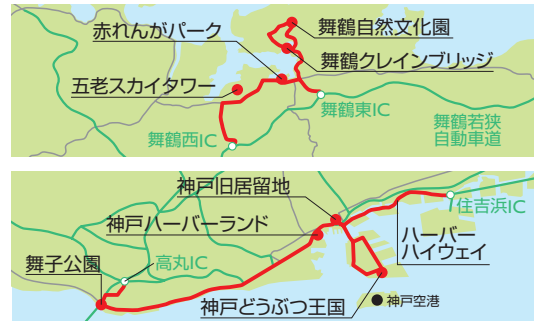 赤れんがパーク
舞鶴自然文化園
舞鶴クレインブリッジ
五老スカイタワー
舞鶴東IC
舞鶴西IC
舞鶴若狭
自動車道
神戸旧居留地
神戸ハーバーランド
住吉浜IC
ハーバー
ハイウェイ
高丸IC
舞子公園
神戸どうぶつ王国
神戸空港